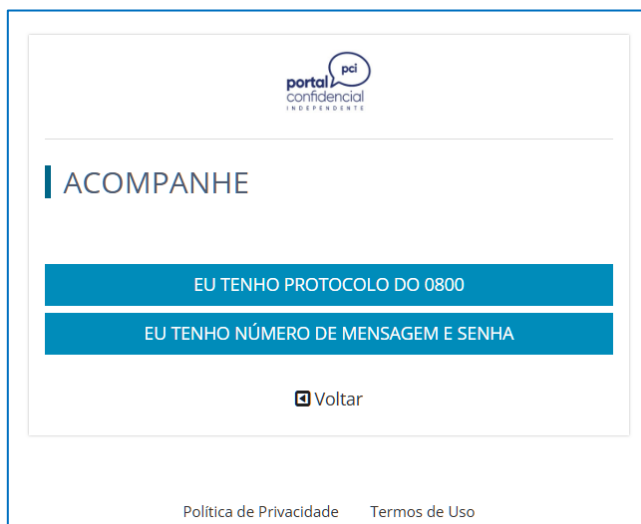 pci
portal
confidencial
INDEPENDENTE
ACOMPANHE
EU TENHO PROTOCOLO DO 0800
EU TENHO NÚMERO DE MENSAGEM E SENHA
Voltar
Política de Privacidade Termos de Uso